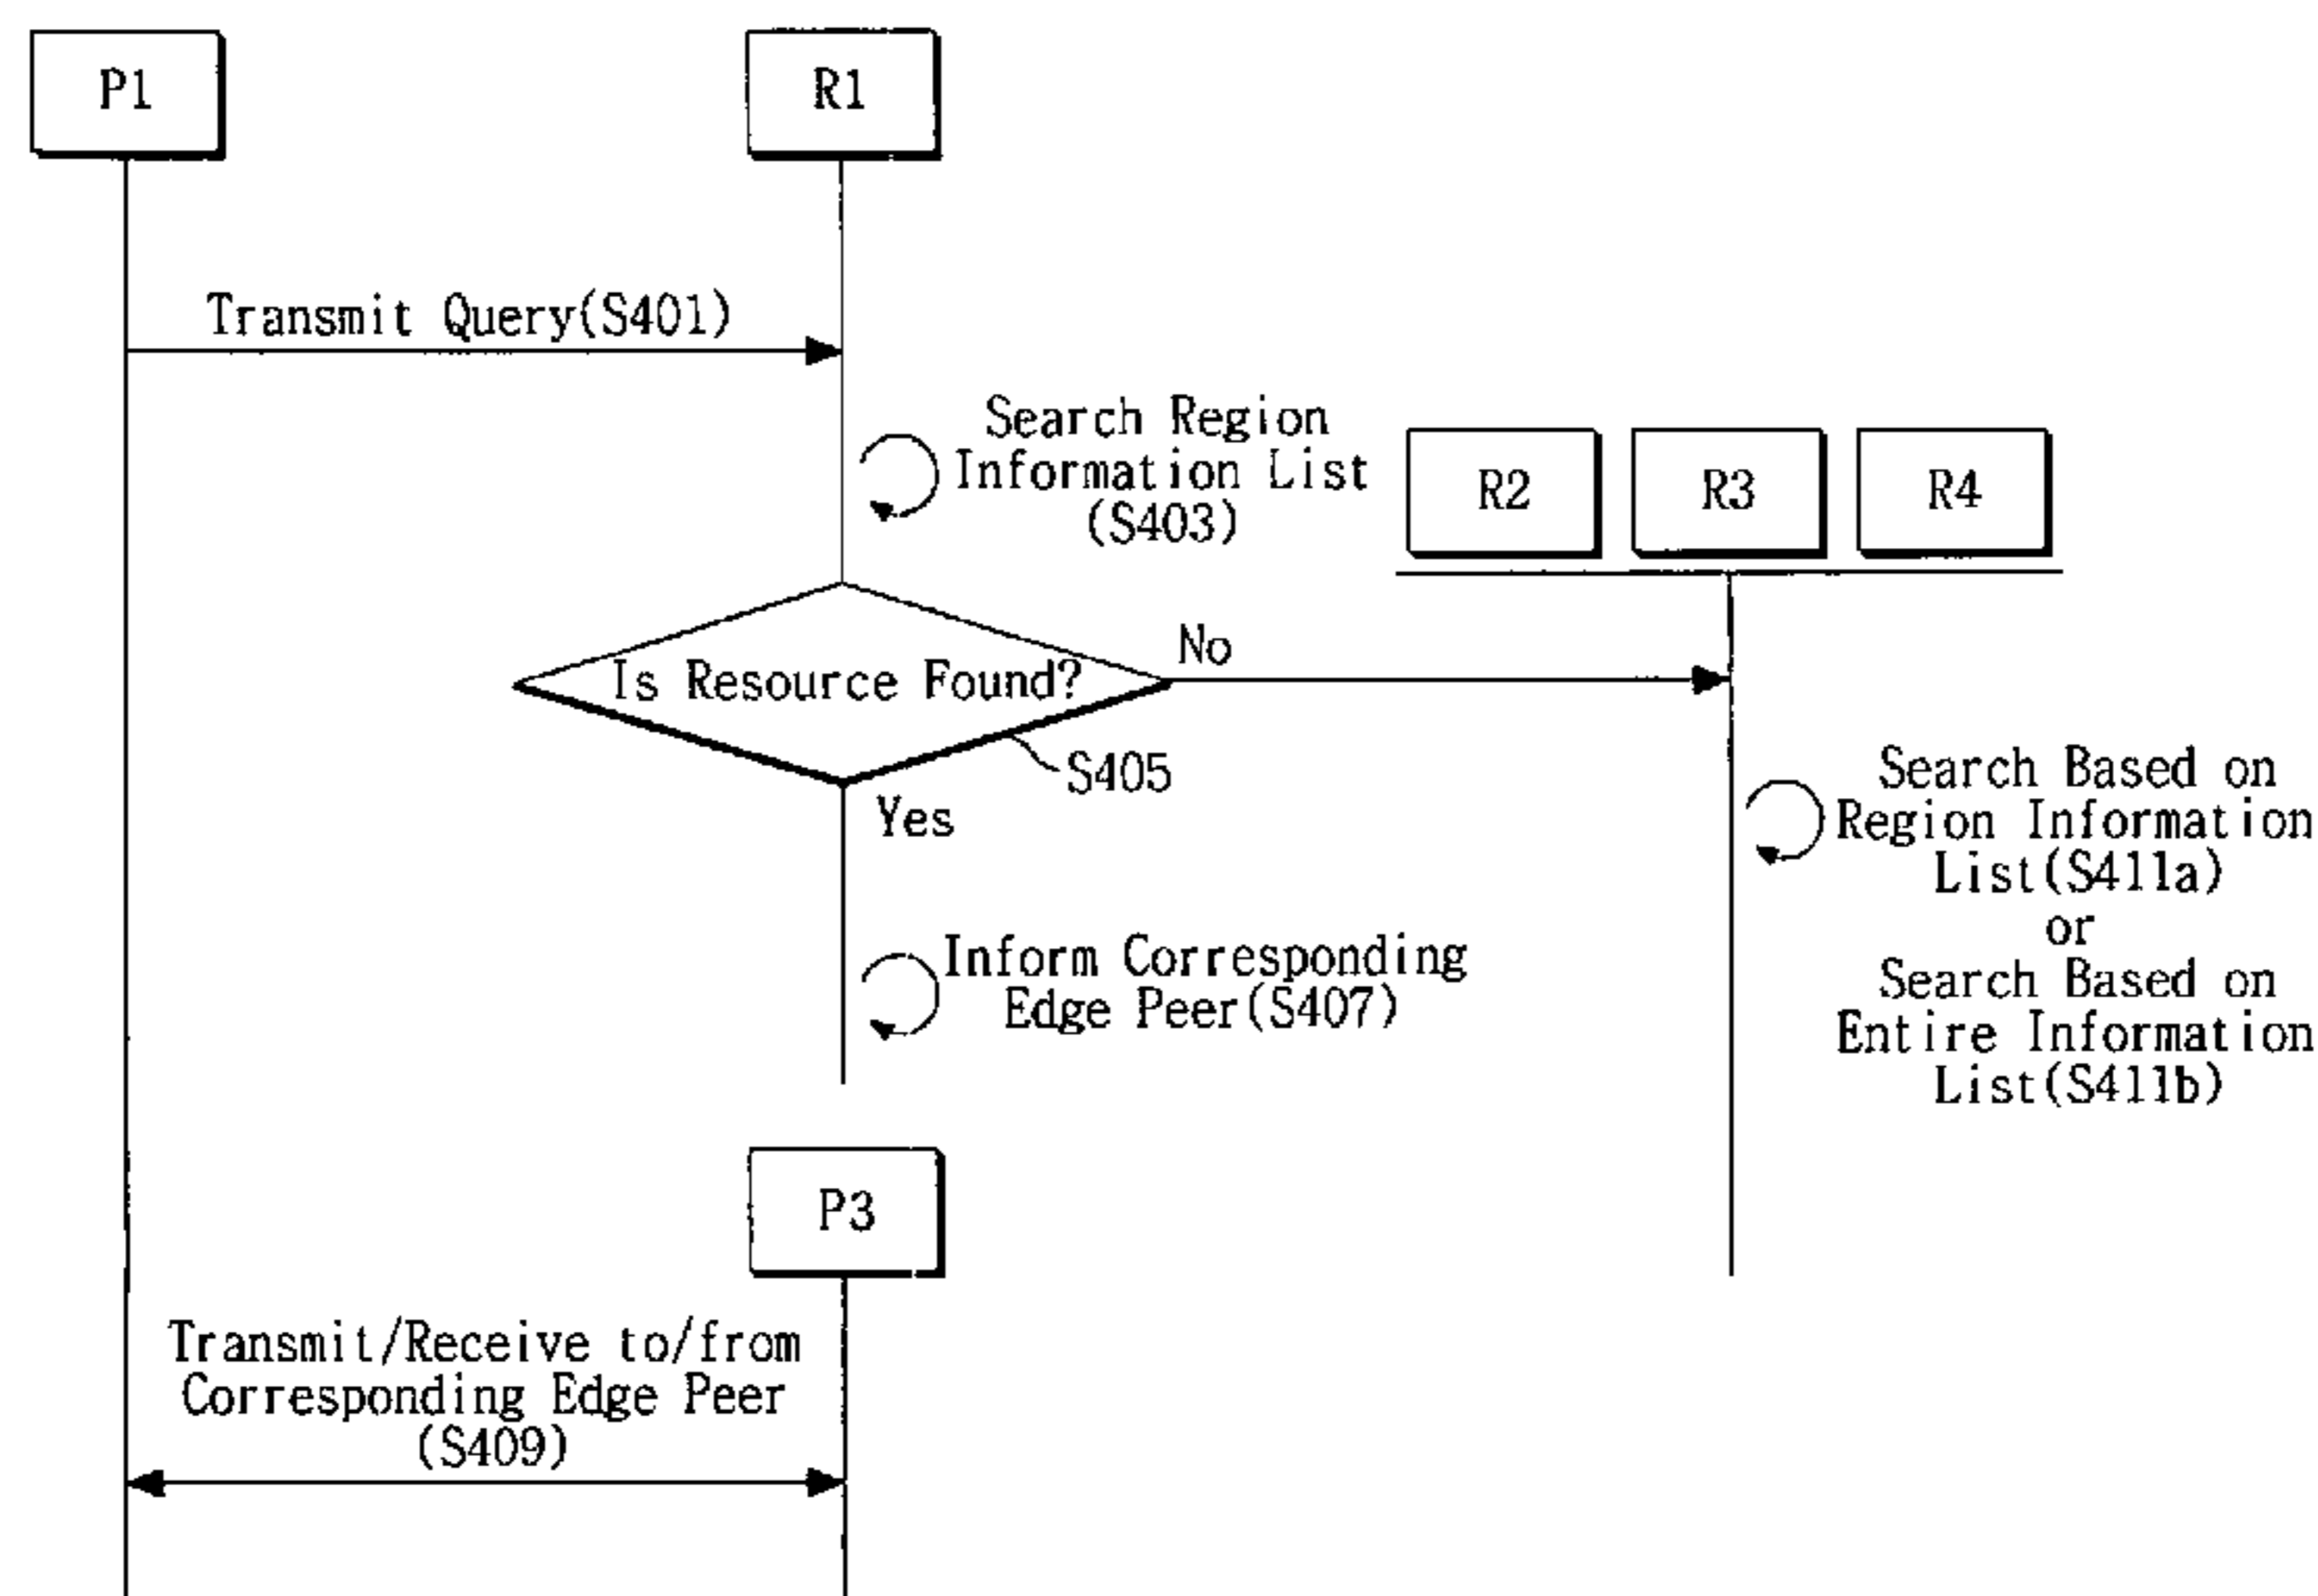 P1
R1
Transmit Query(S401)
Search Region
Information List
(S403)
R2
R3
R4
Is Resource Found?
No
S405
Yes
Search Based on
Region Information
List(S411a)
or
Search Based on
Entire Information
List(S411b)
Inform Corresponding
Edge Peer(S407)
P3
Transmit/Receive to/from
Corresponding Edge Peer
(S409)